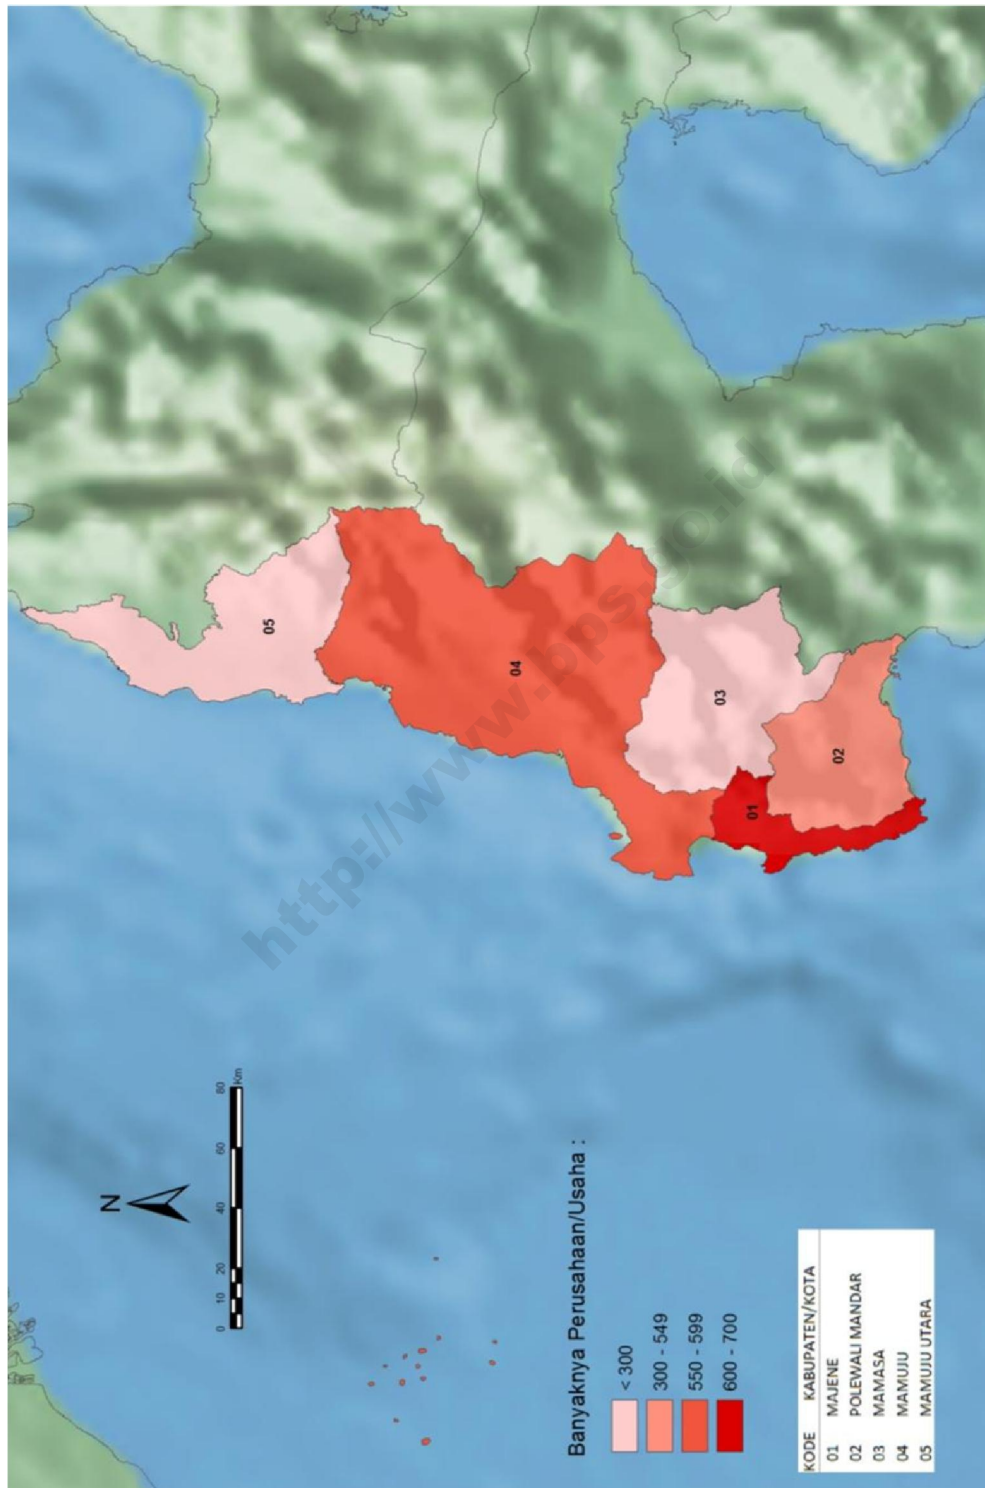 N
0 10 20 40 60 80
Km
05
04
03
02
01
http://www.bps.go.id
Banyaknya Perusahaan/Usaha :
< 300
300 - 549
550 - 599
600 - 700
KODE KABUPATEN/KOTA
01 MAJENE
02 POLEWALI MANDAR
03 MAMASA
04 MAMUJU
05 MAMUJU UTARA